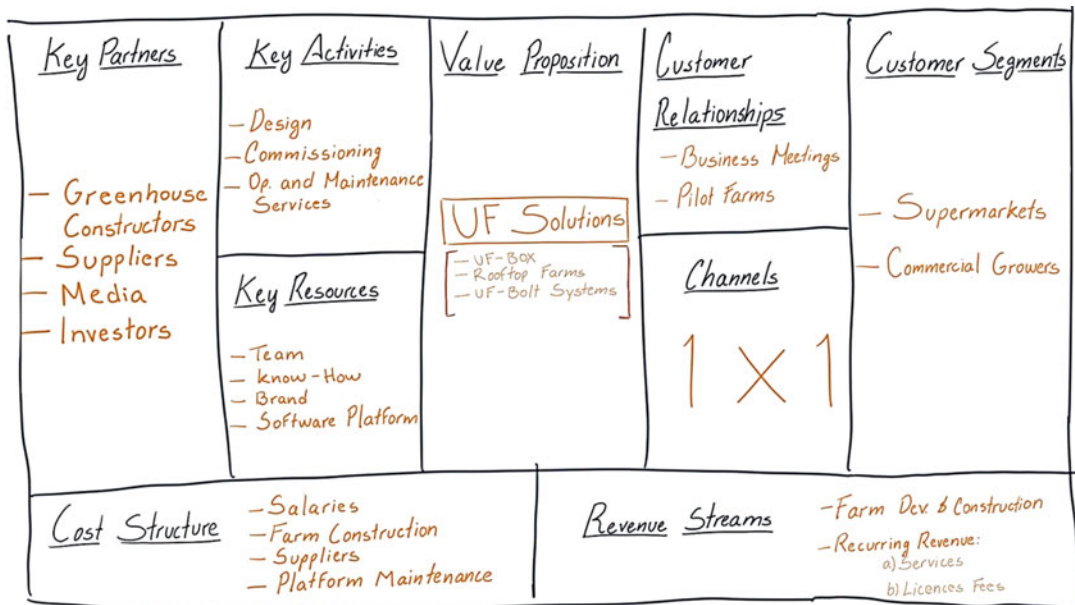 Key Partners
– Greenhouse
Constructors
– Suppliers
– Media
– Investors
Key Activities
– Design
– Commissioning
– Op. and Maintenance
Services
Key Resources
– Team
– Know-How
– Brand
– Software Platform
Value Proposition
UF Solutions
– UF-BOX
– Rooftop Farms
– UF-Bolt Systems
Customer
Relationships
– Business Meetings
– Pilot Farms
Channels
1 X 1
Customer Segments
– Supermarkets
– Commercial Growers
Cost Structure
– Salaries
– Farm Construction
– Suppliers
– Platform Maintenance
Revenue Streams
– Farm Dev. & Construction
– Recurring Revenue:
a) Services
b) Licences Fees